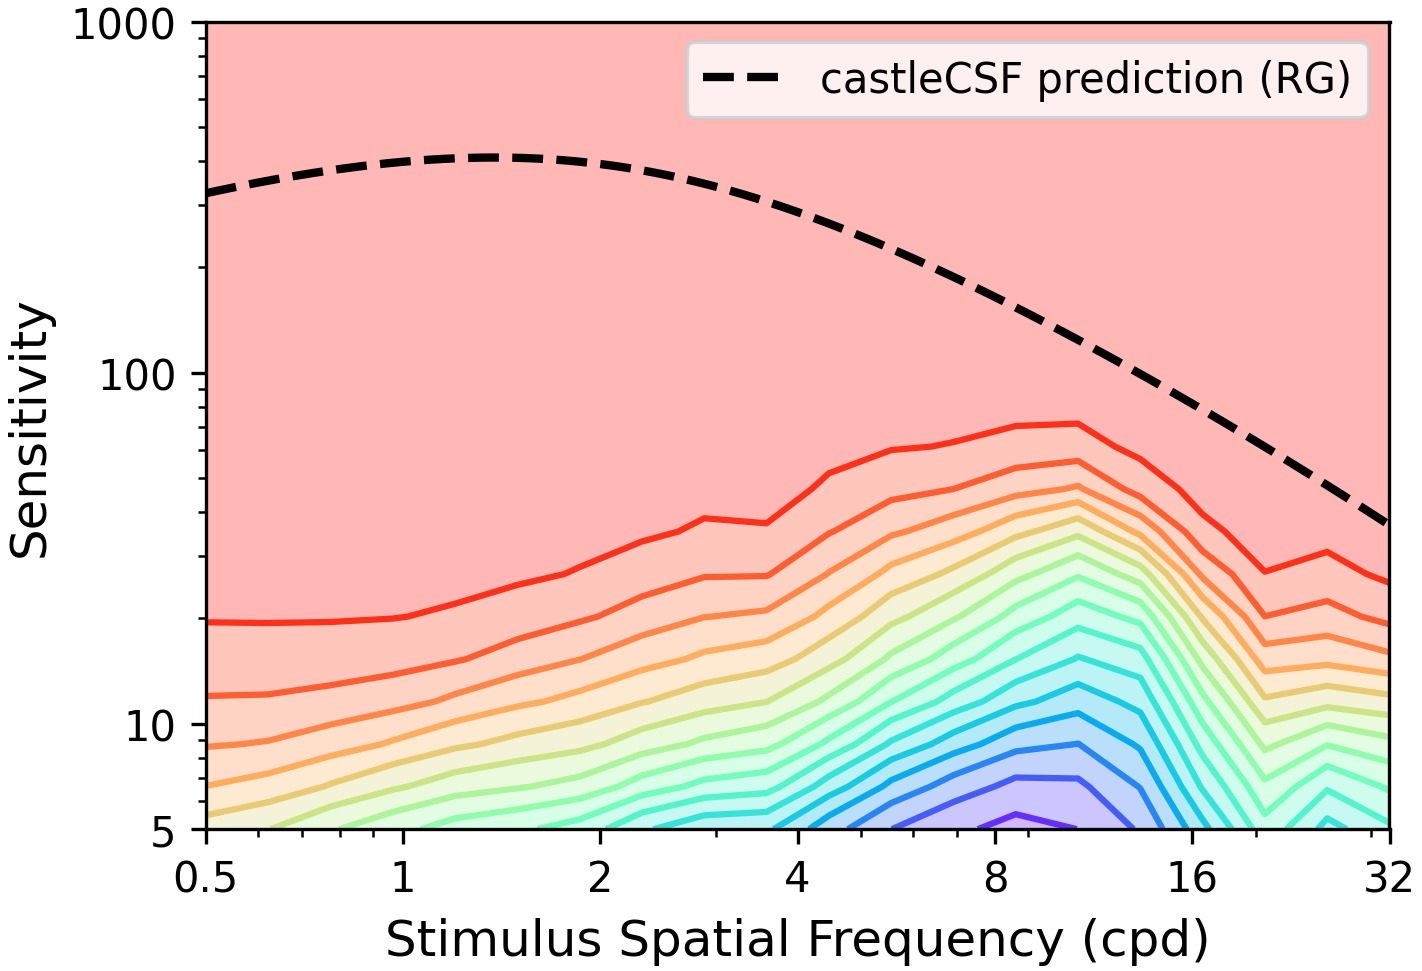 1000
castleCSF prediction (RG)
100
10
5
Sensitivity
0.5 1 2 4 8 16 32
Stimulus Spatial Frequency (cpd)